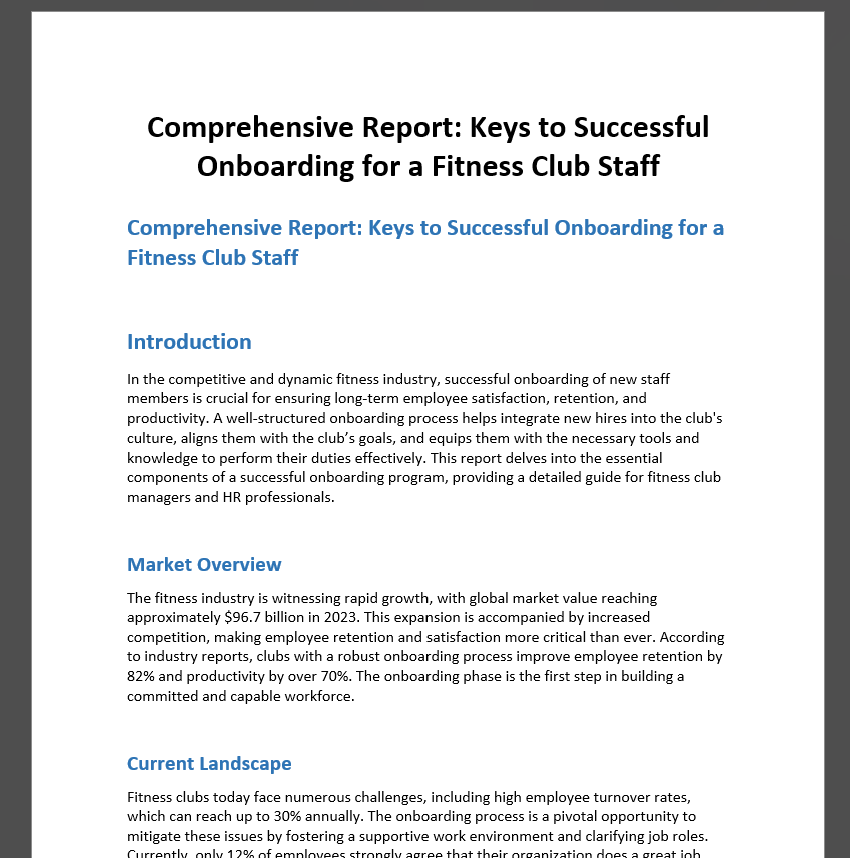 Comprehensive Report: Keys to Successful
Onboarding for a Fitness Club Staff
Comprehensive Report: Keys to Successful Onboarding for a
Fitness Club Staff
Introduction
In the competitive and dynamic fitness industry, successful onboarding of new staff
members is crucial for ensuring long-term employee satisfaction, retention, and
productivity. A well-structured onboarding process helps integrate new hires into the club's
culture, aligns them with the club’s goals, and equips them with the necessary tools and
knowledge to perform their duties effectively. This report delves into the essential
components of a successful onboarding program, providing a detailed guide for fitness club
managers and HR professionals.
Market Overview
The fitness industry is witnessing rapid growth, with global market value reaching
approximately $96.7 billion in 2023. This expansion is accompanied by increased
competition, making employee retention and satisfaction more critical than ever. According
to industry reports, clubs with a robust onboarding process improve employee retention by
82% and productivity by over 70%. The onboarding phase is the first step in building a
committed and capable workforce.
Current Landscape
Fitness clubs today face numerous challenges, including high employee turnover rates,
which can reach up to 30% annually. The onboarding process is a pivotal opportunity to
mitigate these issues by fostering a supportive work environment and clarifying job roles.
Currently, only 12% of employees strongly agree that their organization does a great job